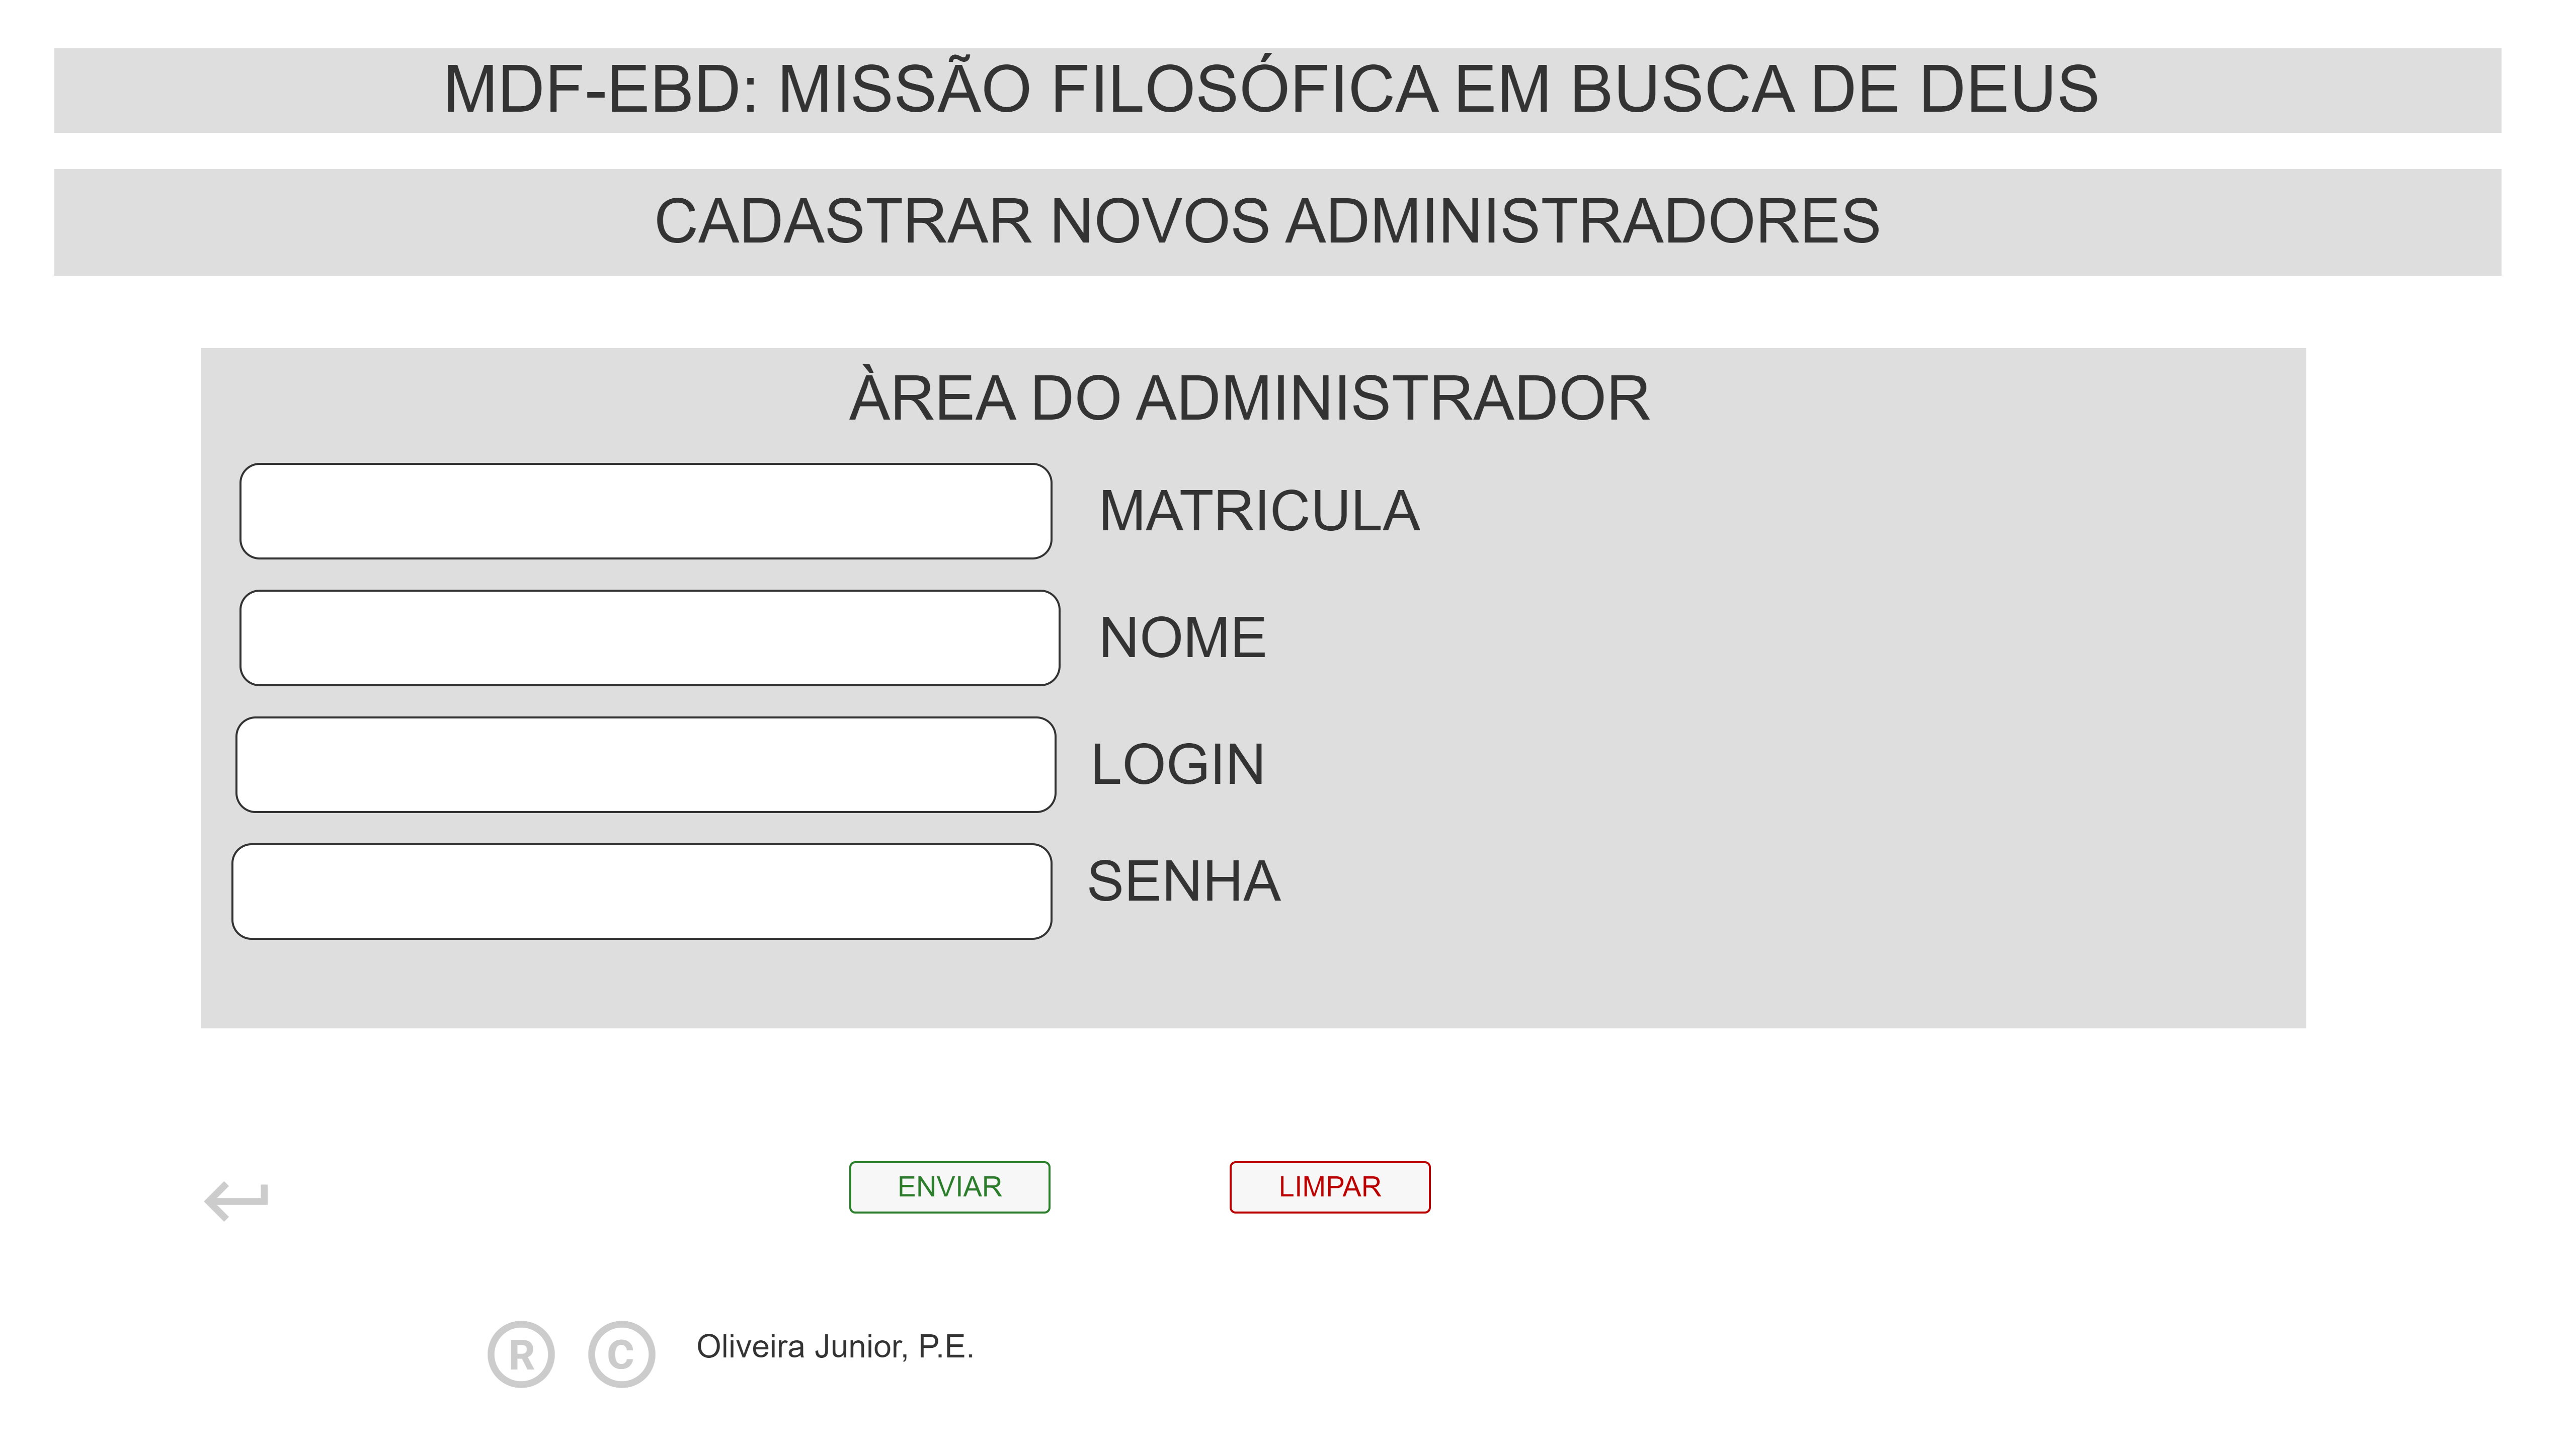 MDF-EBD: MISSÃO FILOSÓFICA EM BUSCA DE DEUS
CADASTRAR NOVOS ADMINISTRADORES
ÀREA DO ADMINISTRADOR
MATRICULA
NOME
LOGIN
SENHA
ENVIAR LIMPAR
R C Oliveira Junior, P.E.